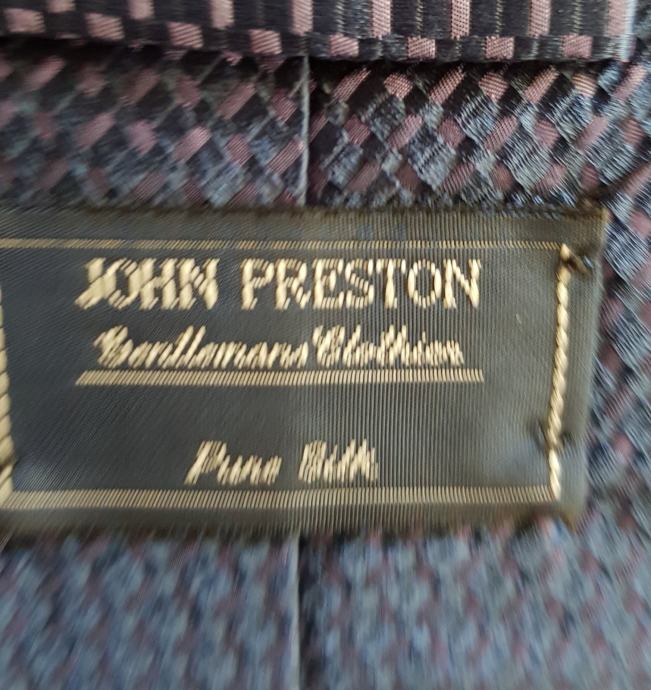 JOHN PRESTON
Gentlemans Clothier
Pure Silk